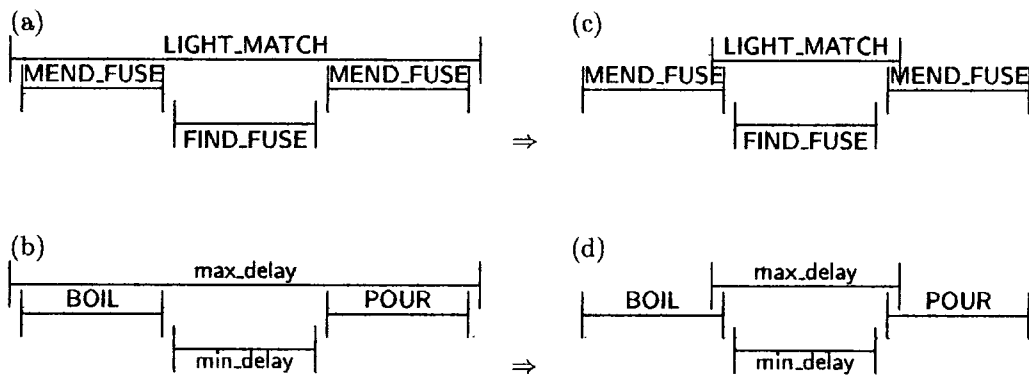 (a)
LIGHT_MATCH
MEND_FUSE
MEND_FUSE
FIND_FUSE
⇒
(c)
LIGHT_MATCH
MEND_FUSE
MEND_FUSE
FIND_FUSE
(b)
max_delay
BOIL
POUR
min_delay
⇒
(d)
max_delay
BOIL
POUR
min_delay